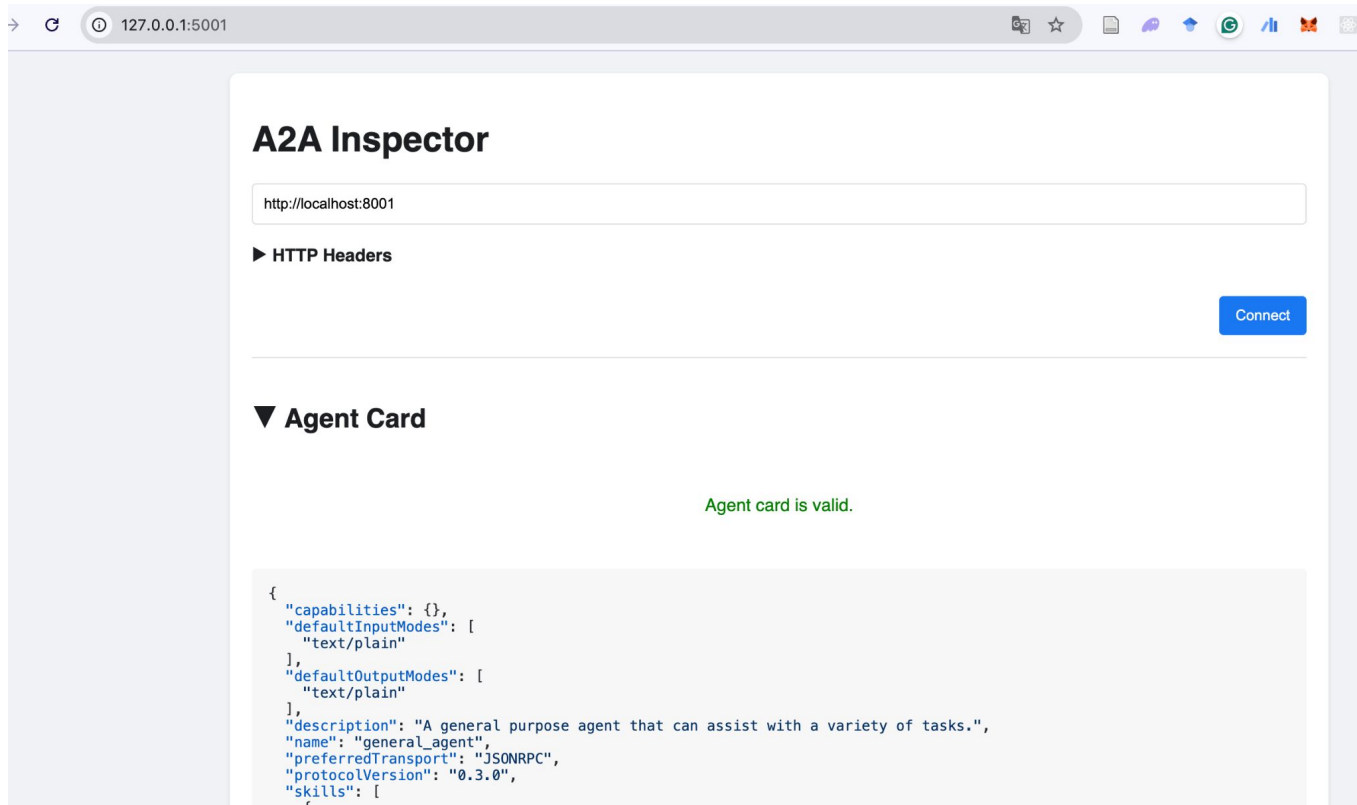 127.0.0.1:5001
A2A Inspector
http://localhost:8001
▶ HTTP Headers
Connect
▼ Agent Card
Agent card is valid.
{
  "capabilities": {},
  "defaultInputModes": [
    "text/plain"
  ],
  "defaultOutputModes": [
    "text/plain"
  ],
  "description": "A general purpose agent that can assist with a variety of tasks.",
  "name": "general_agent",
  "preferredTransport": "JSONRPC",
  "protocolVersion": "0.3.0",
  "skills": [
    {